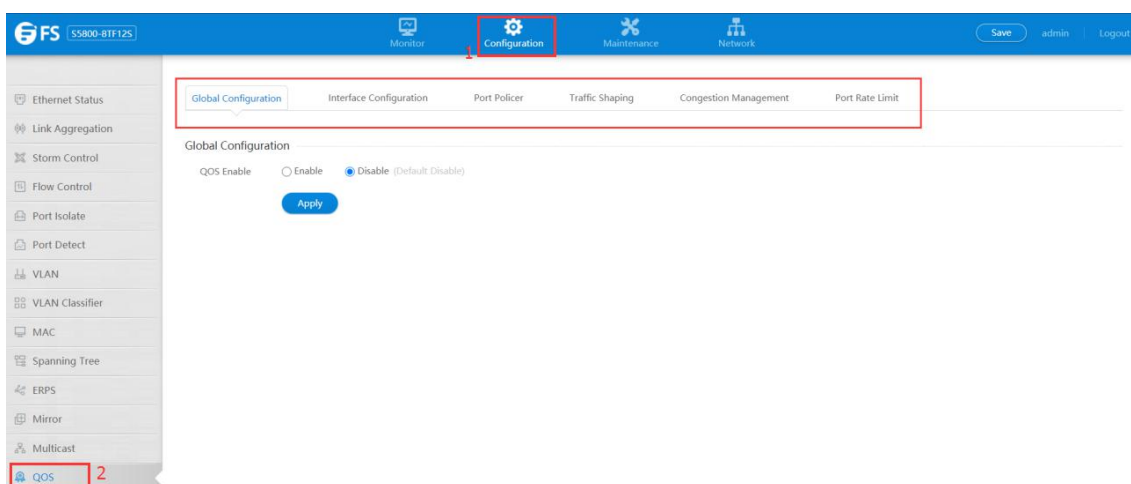 FS S5800-8TF12S
Monitor
1 Configuration
Maintenance
Network
Save admin Logout
Ethernet Status
Link Aggregation
Storm Control
Flow Control
Port Isolate
Port Detect
VLAN
VLAN Classifier
MAC
Spanning Tree
ERPS
Mirror
Multicast
QOS 2
Global Configuration Interface Configuration Port Policer Traffic Shaping Congestion Management Port Rate Limit
Global Configuration
QOS Enable Enable Disable (Default Disable)
Apply